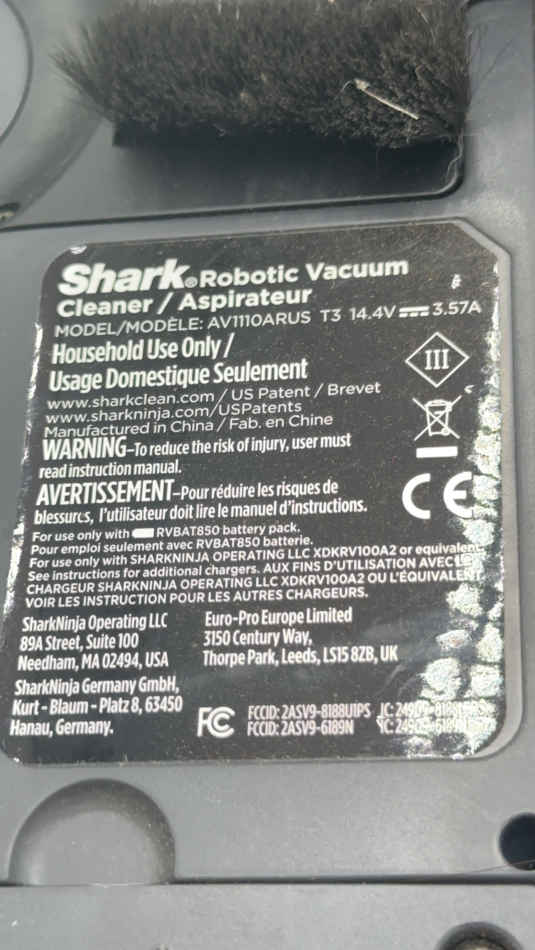 Shark® Robotic Vacuum
Cleaner / Aspirateur
MODEL/MODÈLE: AV1110ARUS T3 14.4V 3.57A
III
Household Use Only /
Usage Domestique Seulement
www.sharkclean.com / US Patent / Brevet
www.sharkninja.com/USPatents
Manufactured in China / Fab. en Chine
WARNING–To reduce the risk of injury, user must
read instruction manual.
AVERTISSEMENT–Pour réduire les risques de
blessures, l'utilisateur doit lire le manuel d'instructions.
CE
For use only with RVBAT850 battery pack.
Pour emploi seulement avec RVBAT850 batterie.
For use only with SHARKNINJA OPERATING LLC XDKRV100A2 or equivalent
See instructions for additional chargers. AUX FINS D'UTILISATION AVEC LE
CHARGEUR SHARKNINJA OPERATING LLC XDKRV100A2 OU L'ÉQUIVALENT
VOIR LES INSTRUCTION POUR LES AUTRES CHARGEURS.
SharkNinja Operating LLC
89A Street, Suite 100
Needham, MA 02494, USA
Euro-Pro Europe Limited
3150 Century Way,
Thorpe Park, Leeds, LS15 8ZB, UK
SharkNinja Germany GmbH,
Kurt - Blaum - Platz 8, 63450
Hanau, Germany.
FC
FCCID: 2ASV9-8188U1PS IC:
FCCID: 2ASV9-6189N IC: